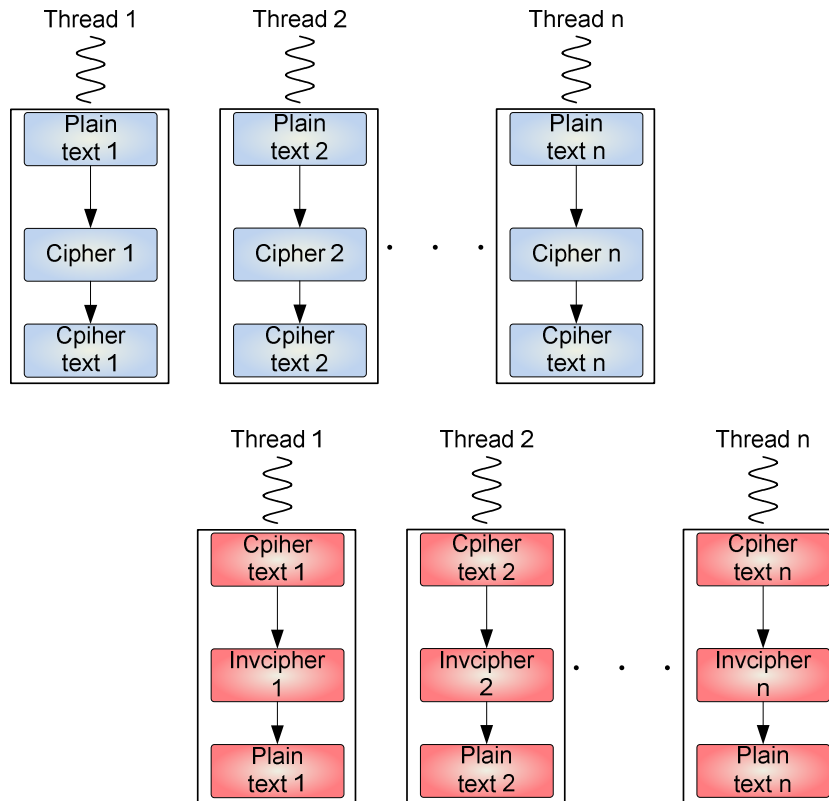 Thread 1
Thread 2
Thread n
Plain
text 1
Plain
text 2
Plain
text n
Cipher 1
Cipher 2
. . .
Cipher n
Cpiher
text 1
Cpiher
text 2
Cpiher
text n
Thread 1
Thread 2
Thread n
Cpiher
text 1
Cpiher
text 2
Cpiher
text n
Invcipher
1
Invcipher
2
. . .
Invcipher
n
Plain
text 1
Plain
text 2
Plain
text n